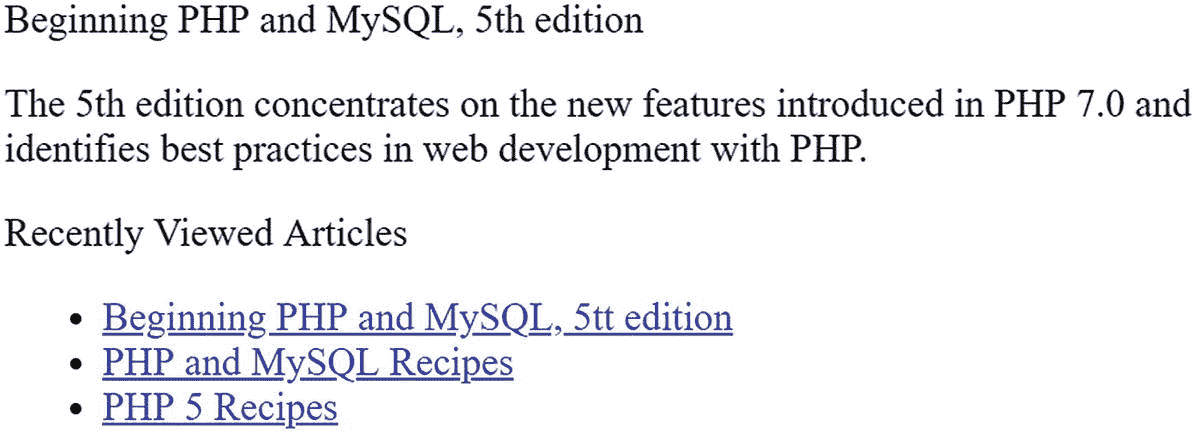 Beginning PHP and MySQL, 5th edition
The 5th edition concentrates on the new features introduced in PHP 7.0 and
identifies best practices in web development with PHP.
Recently Viewed Articles
• Beginning PHP and MySQL, 5tt edition
• PHP and MySQL Recipes
• PHP 5 Recipes